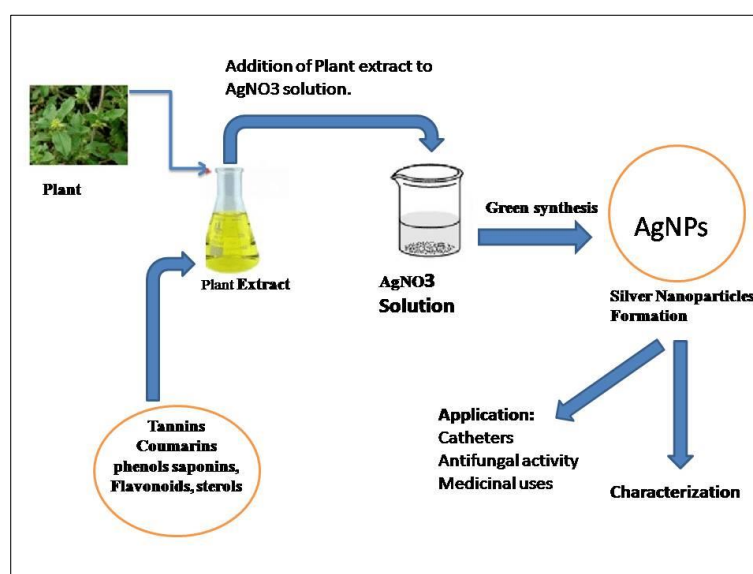 Addition of Plant extract to
AgNO3 solution.
Plant
Plant Extract
AgNO3
Solution
Green synthesis
AgNPs
Silver Nanoparticles
Formation
Tannins
Coumarins
phenols saponins,
Flavonoids, sterols
Application:
Catheters
Antifungal activity
Medicinal uses
Characterization